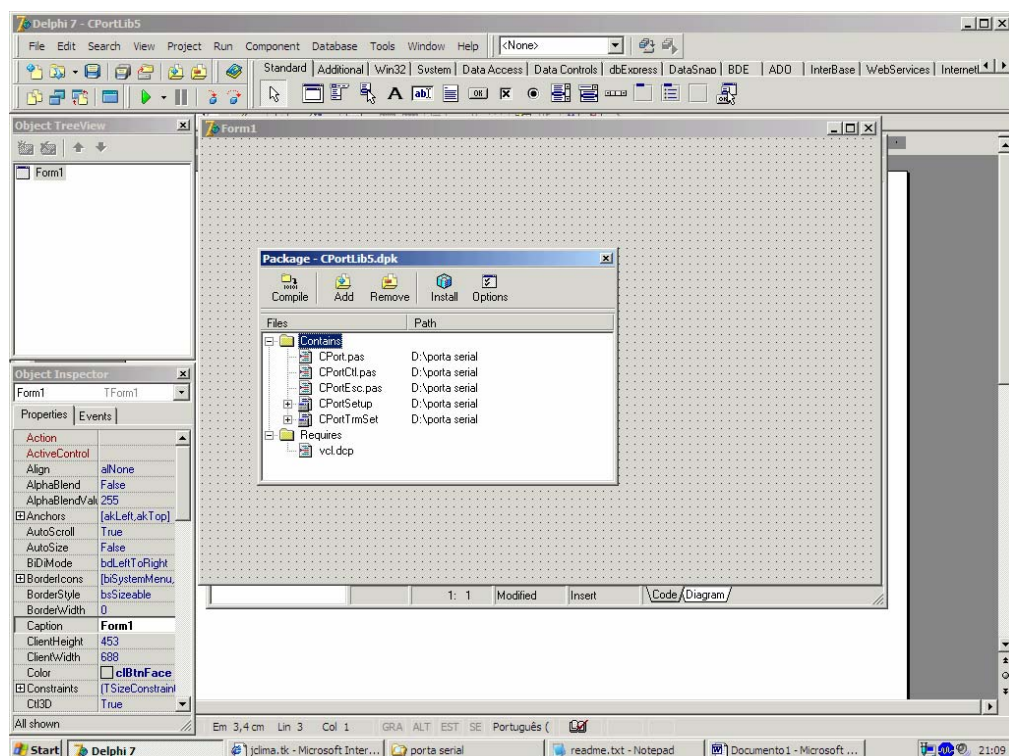 Delphi 7 - CPortLib5
File Edit Search View Project Run Component Database Tools Window Help <None>
Standard Additional Win32 System Data Access Data Controls dbExpress DataSnap BDE ADO InterBase WebServices
Object TreeView
Form1
Form1
Package - CPortLib5.dpk
Compile Add Remove Install Options
Files Path
Contains
CPort.pas D:\porta serial
CPortCtl.pas D:\porta serial
CPortEsc.pas D:\porta serial
CPortSetup D:\porta serial
CPortTrmSet D:\porta serial
Requires
vcl.dcp
Object Inspector
Form1 TForm1
Properties Events
Action
ActiveControl
Align alNone
AlphaBlend False
AlphaBlendVal 255
Anchors [akLeft,akTop]
AutoScroll True
AutoSize False
BiDiMode bdLeftToRight
BorderIcons [biSystemMenu,
BorderStyle bsSizeable
BorderWidth 0
Caption Form1
ClientHeight 453
ClientWidth 688
Color clBtnFace
Constraints (TSizeConstraint
Ctl3D True
All shown
1: 1 Modified Insert Code Diagram
Em 3,4 cm Lin 3 Col 1 GRA ALT EST SE Português (
Start Delphi 7 jclima.tk - Microsoft Inter... porta serial readme.txt - Notepad Documento1 - Microsoft ... 21:09